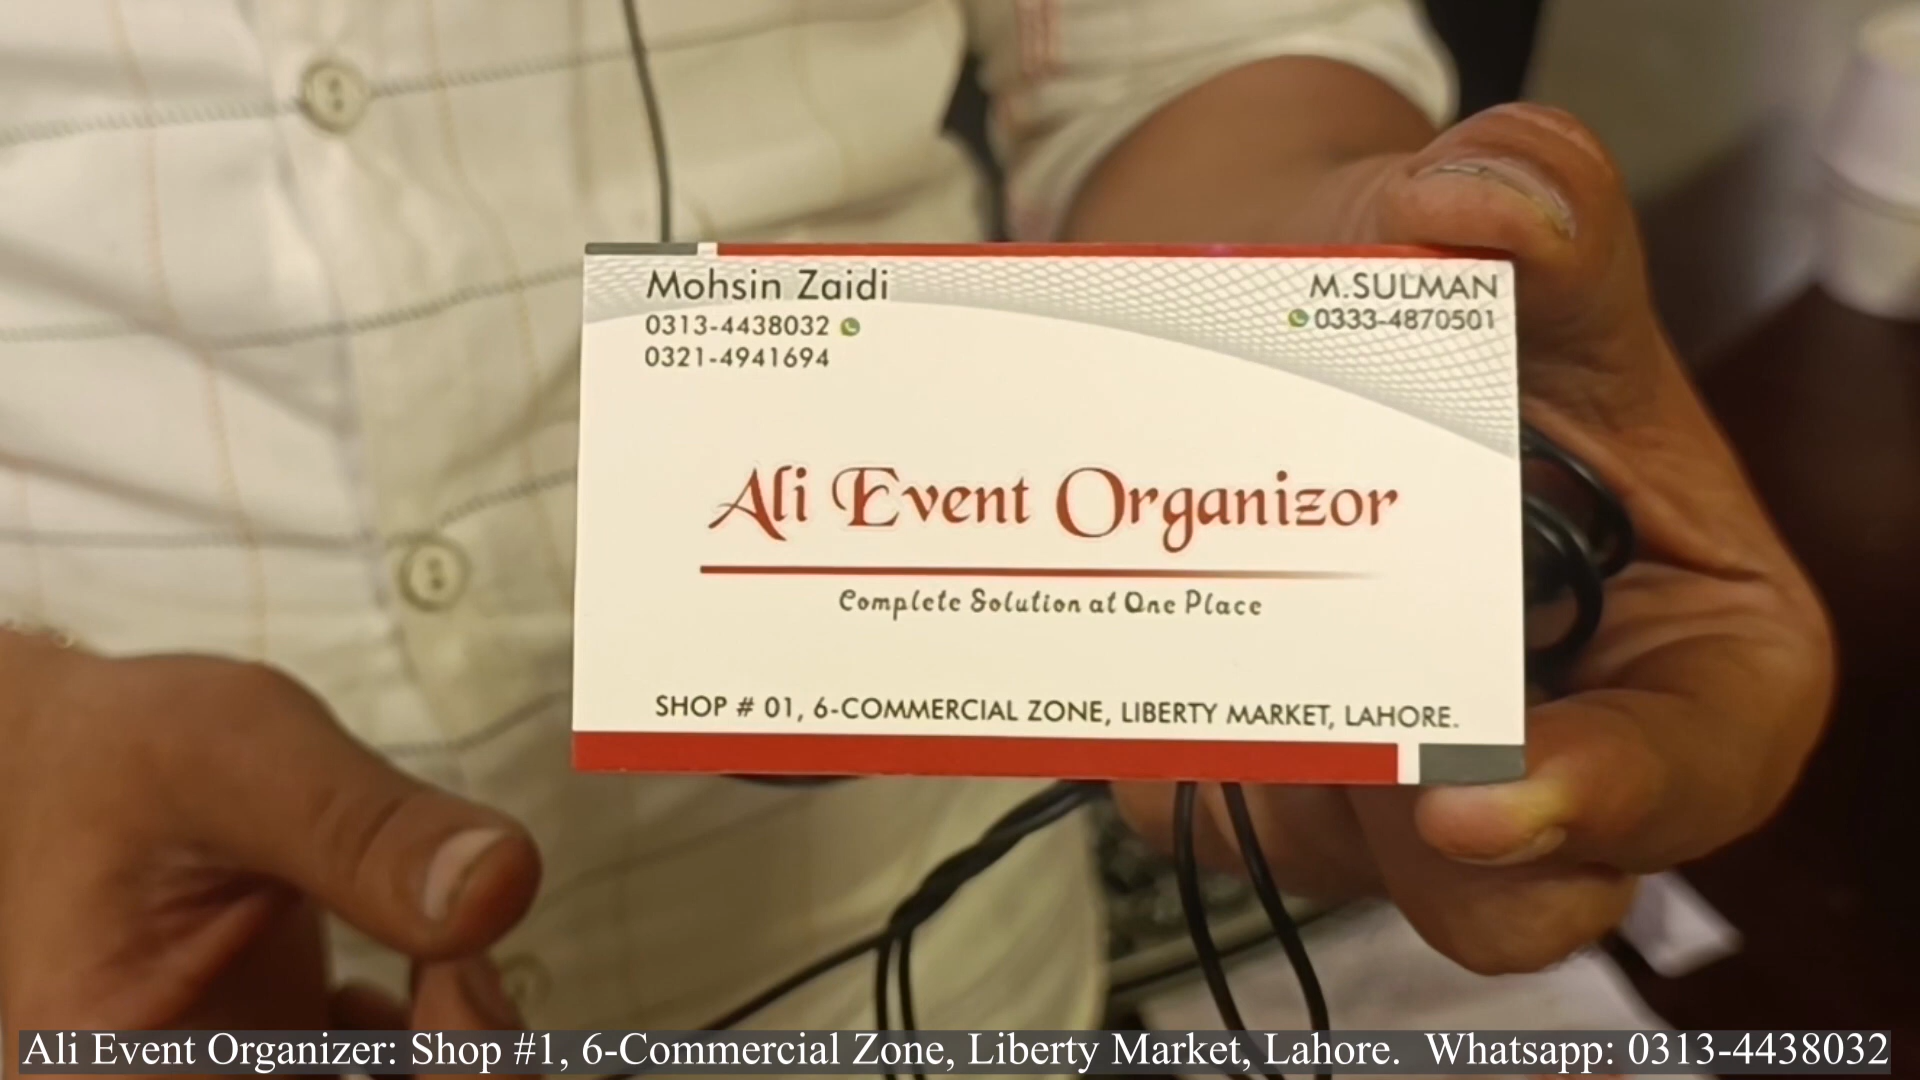 Mohsin Zaidi
0313-4438032
0321-4941694
M.SULMAN
0333-4870501
Ali Event Organizor
Complete Solution at One Place
SHOP # 01, 6-COMMERCIAL ZONE, LIBERTY MARKET, LAHORE.
Ali Event Organizer: Shop #1, 6-Commercial Zone, Liberty Market, Lahore. Whatsapp: 0313-4438032